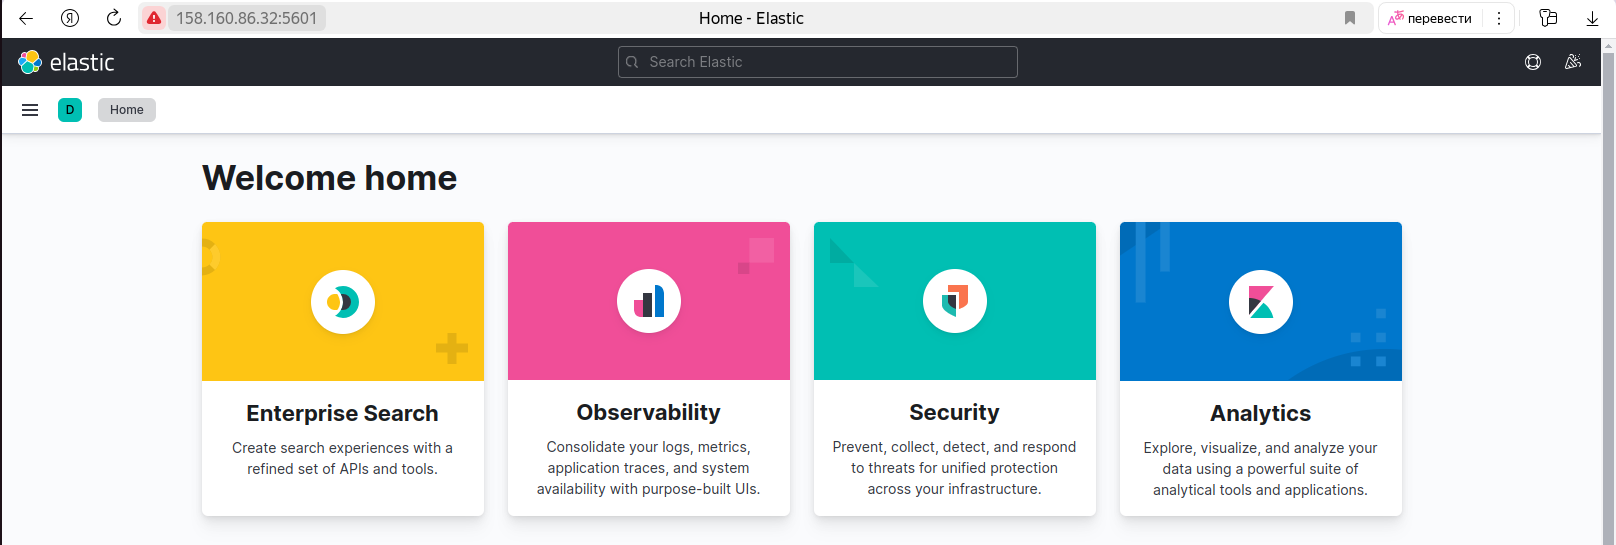 Я
158.160.86.32:5601
Home - Elastic
перевести
elastic
Search Elastic
D
Home
Welcome home
Enterprise Search
Create search experiences with a
refined set of APIs and tools.
Observability
Consolidate your logs, metrics,
application traces, and system
availability with purpose-built UIs.
Security
Prevent, collect, detect, and respond
to threats for unified protection
across your infrastructure.
Analytics
Explore, visualize, and analyze your
data using a powerful suite of
analytical tools and applications.